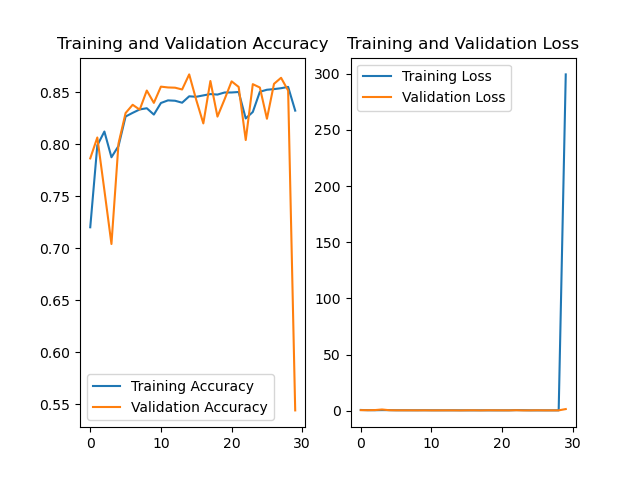 Training and Validation Accuracy
0.85
0.80
0.75
0.70
0.65
0.60
0.55
Training Accuracy
Validation Accuracy
0 10 20 30
Training and Validation Loss
300
250
200
150
100
50
0
Training Loss
Validation Loss
0 10 20 30